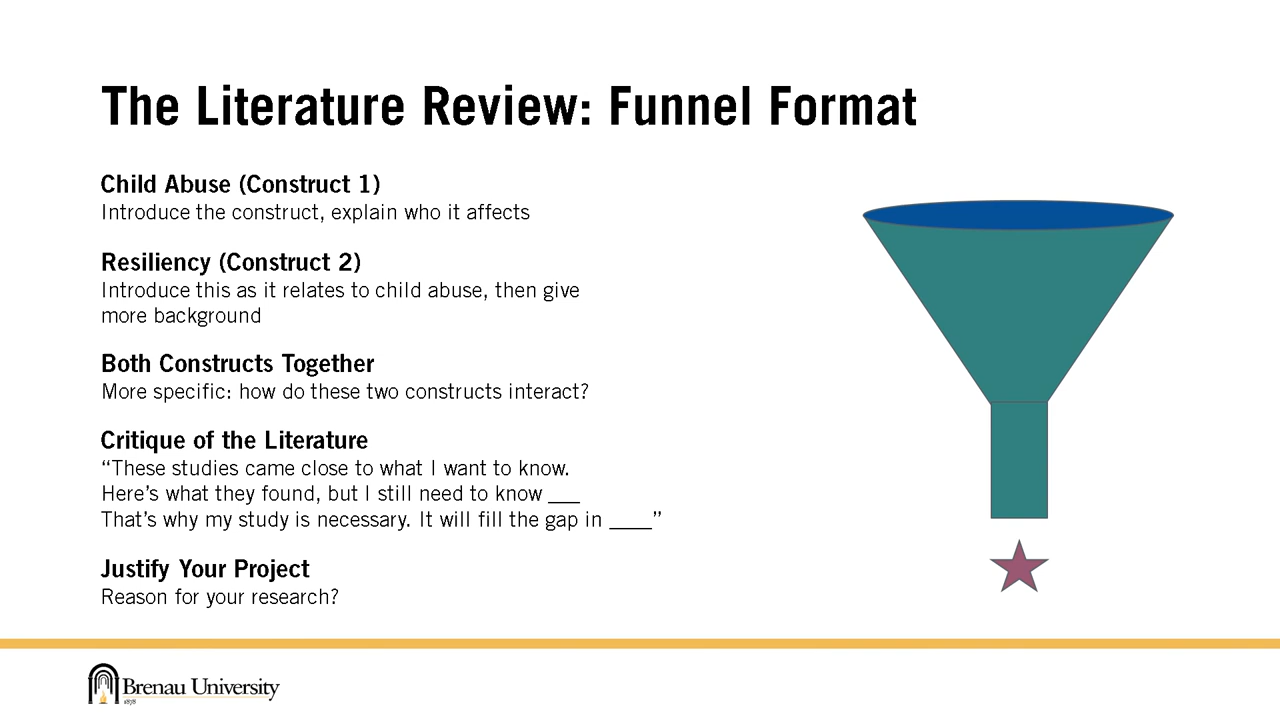 The Literature Review: Funnel Format
Child Abuse (Construct 1)
Introduce the construct, explain who it affects
Resiliency (Construct 2)
Introduce this as it relates to child abuse, then give
more background
Both Constructs Together
More specific: how do these two constructs interact?
Critique of the Literature
“These studies came close to what I want to know.
Here’s what they found, but I still need to know ___
That’s why my study is necessary. It will fill the gap in ____”
Justify Your Project
Reason for your research?
Brenau University
1878